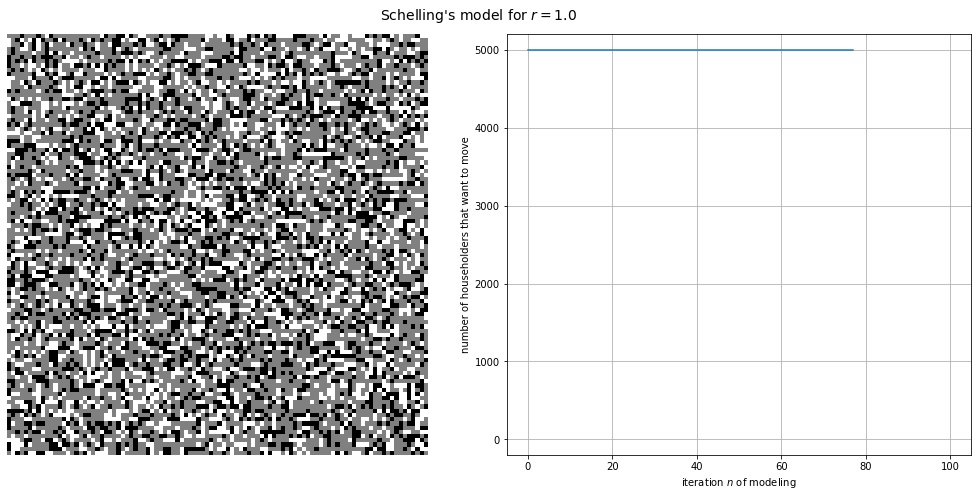 Schelling's model for r = 1.0
number of householders that want to move
5000
4000
3000
2000
1000
0
0 20 40 60 80 100
iteration n of modeling